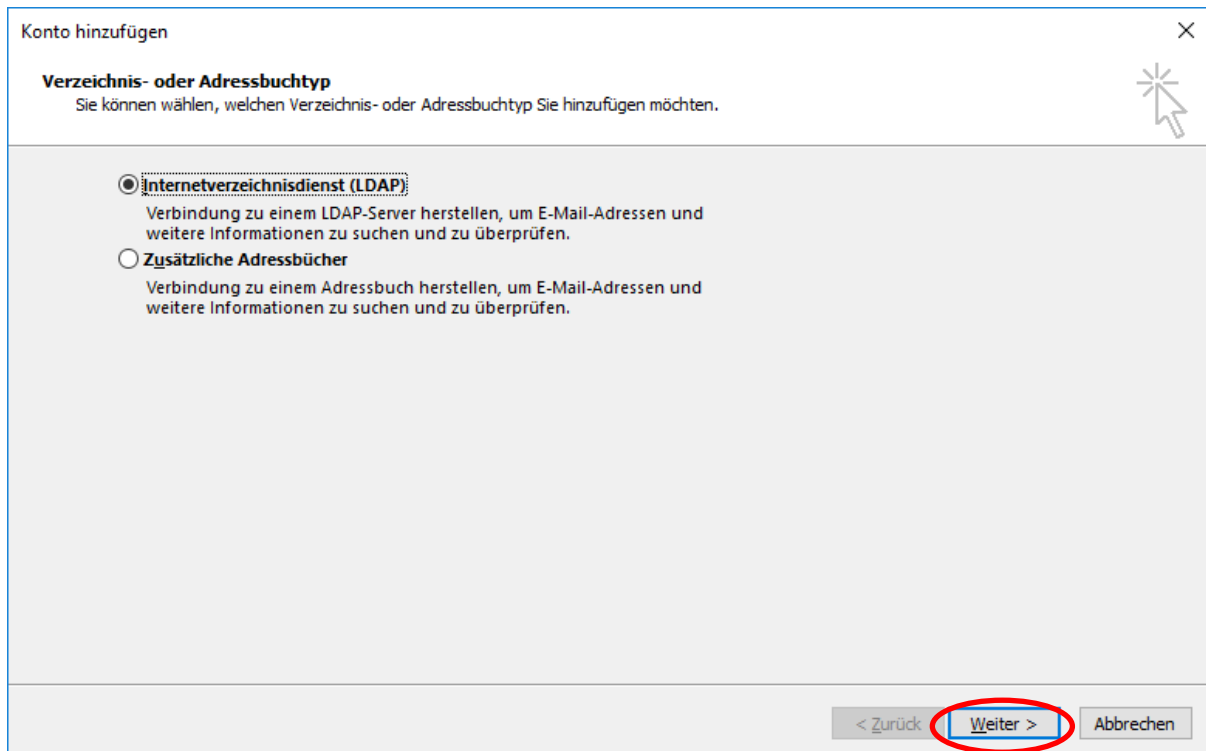 Konto hinzufügen
Verzeichnis- oder Adressbuchtyp
Sie können wählen, welchen Verzeichnis- oder Adressbuchtyp Sie hinzufügen möchten.
Internetverzeichnisdienst (LDAP)
Verbindung zu einem LDAP-Server herstellen, um E-Mail-Adressen und
weitere Informationen zu suchen und zu überprüfen.
Zusätzliche Adressbücher
Verbindung zu einem Adressbuch herstellen, um E-Mail-Adressen und
weitere Informationen zu suchen und zu überprüfen.
< Zurück Weiter > Abbrechen